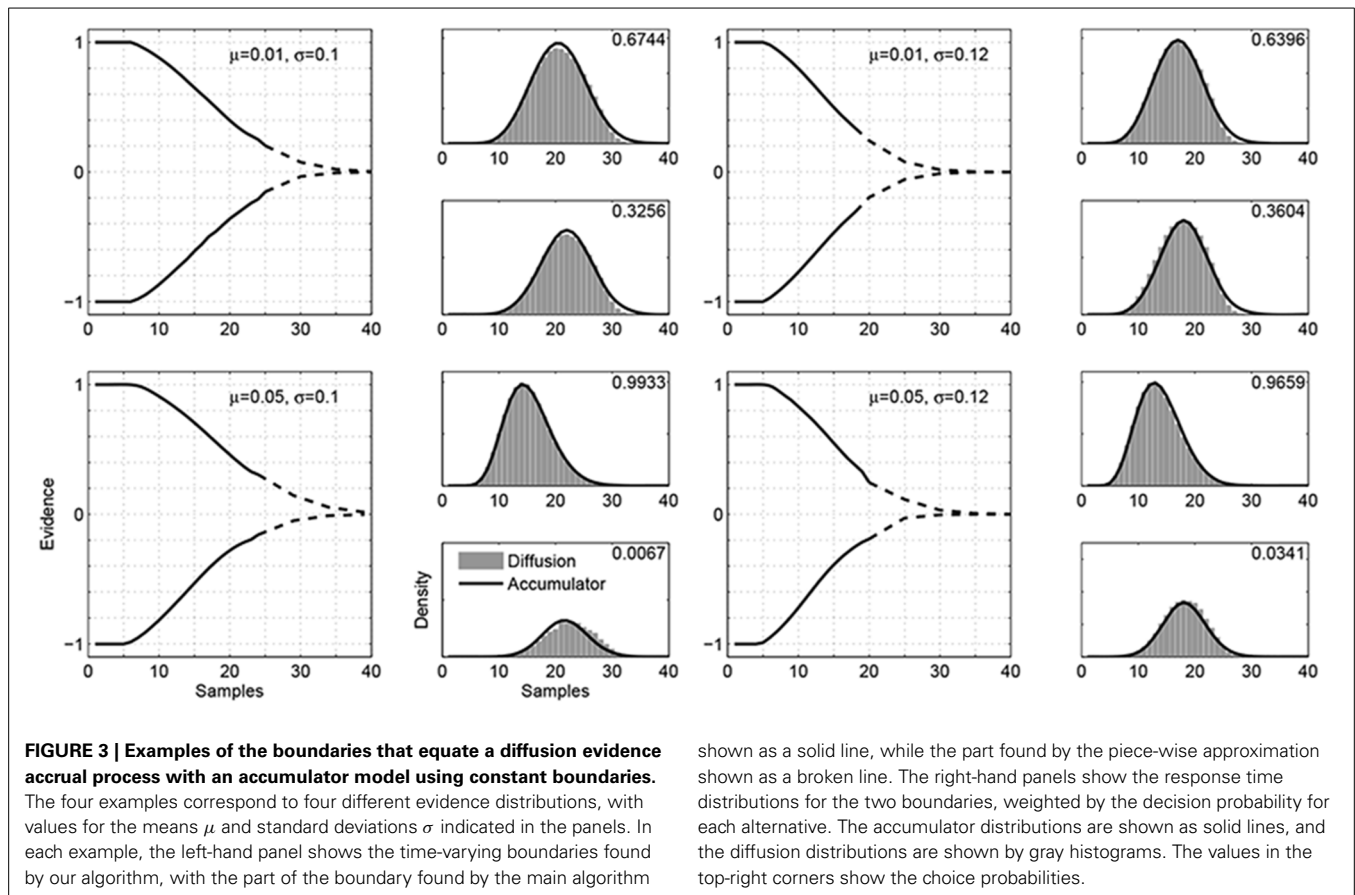 1
0
−1
0 10 20 30 40
μ=0.01, σ=0.1
0.6744
0 10 20 30 40
0.3256
0 10 20 30 40
1
0
−1
0 10 20 30 40
μ=0.01, σ=0.12
0.6396
0 10 20 30 40
0.3604
0 10 20 30 40
1
0
−1
0 10 20 30 40
μ=0.05, σ=0.1
Evidence
Samples
0.9933
0 10 20 30 40
0.0067
Diffusion
Accumulator
Density
0 10 20 30 40
Samples
1
0
−1
0 10 20 30 40
μ=0.05, σ=0.12
0.9659
0 10 20 30 40
0.0341
0 10 20 30 40
FIGURE 3 | Examples of the boundaries that equate a diffusion evidence
accrual process with an accumulator model using constant boundaries.
The four examples correspond to four different evidence distributions, with
values for the means μ and standard deviations σ indicated in the panels. In
each example, the left-hand panel shows the time-varying boundaries found
by our algorithm, with the part of the boundary found by the main algorithm
shown as a solid line, while the part found by the piece-wise approximation
shown as a broken line. The right-hand panels show the response time
distributions for the two boundaries, weighted by the decision probability for
each alternative. The accumulator distributions are shown as solid lines, and
the diffusion distributions are shown by gray histograms. The values in the
top-right corners show the choice probabilities.